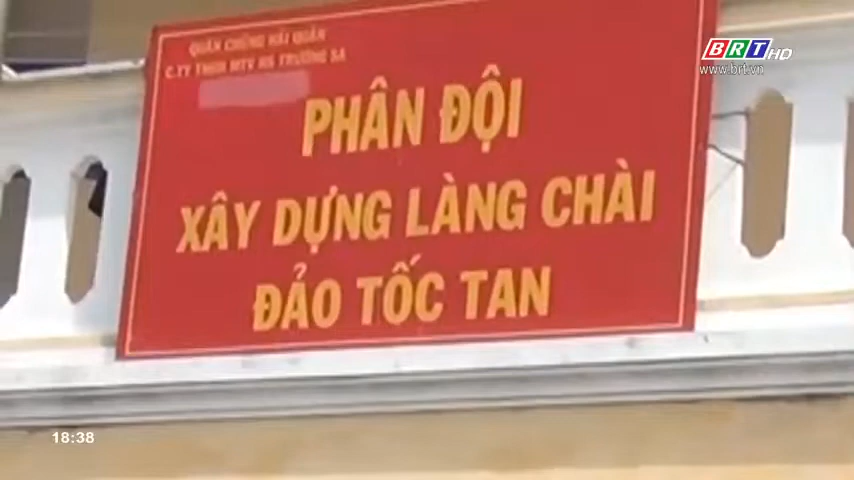 QUÂN CHỦNG HẢI QUÂN
C.TY TNHH MTV HS TRƯỜNG SA
PHÂN ĐỘI
XÂY DỰNG LÀNG CHÀI
ĐẢO TỐC TAN
BRT HD
www.brt.vn
18:38